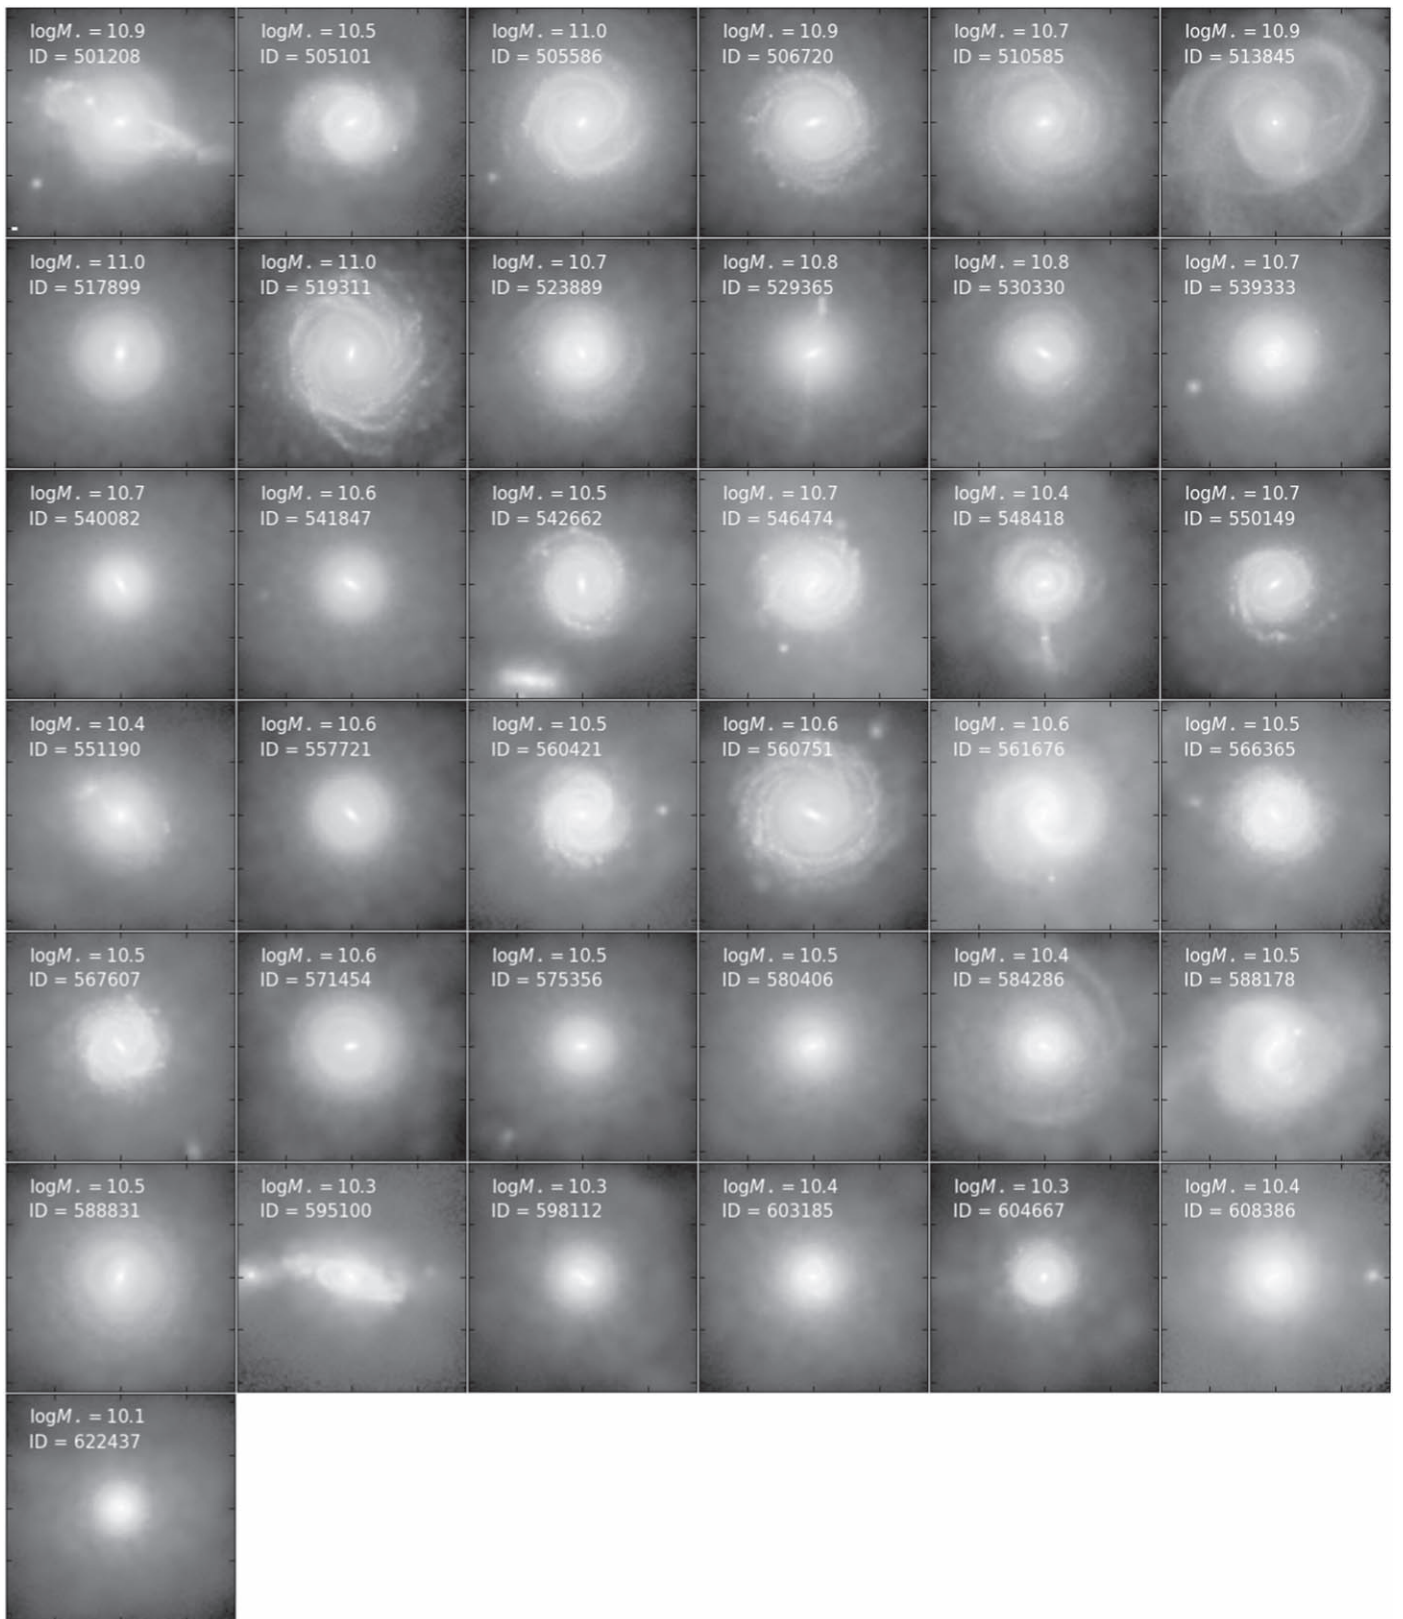 logM⋆ = 10.9
ID = 501208
logM⋆ = 10.5
ID = 505101
logM⋆ = 11.0
ID = 505586
logM⋆ = 10.9
ID = 506720
logM⋆ = 10.7
ID = 510585
logM⋆ = 10.9
ID = 513845
logM⋆ = 11.0
ID = 517899
logM⋆ = 11.0
ID = 519311
logM⋆ = 10.7
ID = 523889
logM⋆ = 10.8
ID = 529365
logM⋆ = 10.8
ID = 530330
logM⋆ = 10.7
ID = 539333
logM⋆ = 10.7
ID = 540082
logM⋆ = 10.6
ID = 541847
logM⋆ = 10.5
ID = 542662
logM⋆ = 10.7
ID = 546474
logM⋆ = 10.4
ID = 548418
logM⋆ = 10.7
ID = 550149
logM⋆ = 10.4
ID = 551190
logM⋆ = 10.6
ID = 557721
logM⋆ = 10.5
ID = 560421
logM⋆ = 10.6
ID = 560751
logM⋆ = 10.6
ID = 561676
logM⋆ = 10.5
ID = 566365
logM⋆ = 10.5
ID = 567607
logM⋆ = 10.6
ID = 571454
logM⋆ = 10.5
ID = 575356
logM⋆ = 10.5
ID = 580406
logM⋆ = 10.4
ID = 584286
logM⋆ = 10.5
ID = 588178
logM⋆ = 10.5
ID = 588831
logM⋆ = 10.3
ID = 595100
logM⋆ = 10.3
ID = 598112
logM⋆ = 10.4
ID = 603185
logM⋆ = 10.3
ID = 604667
logM⋆ = 10.4
ID = 608386
logM⋆ = 10.1
ID = 622437